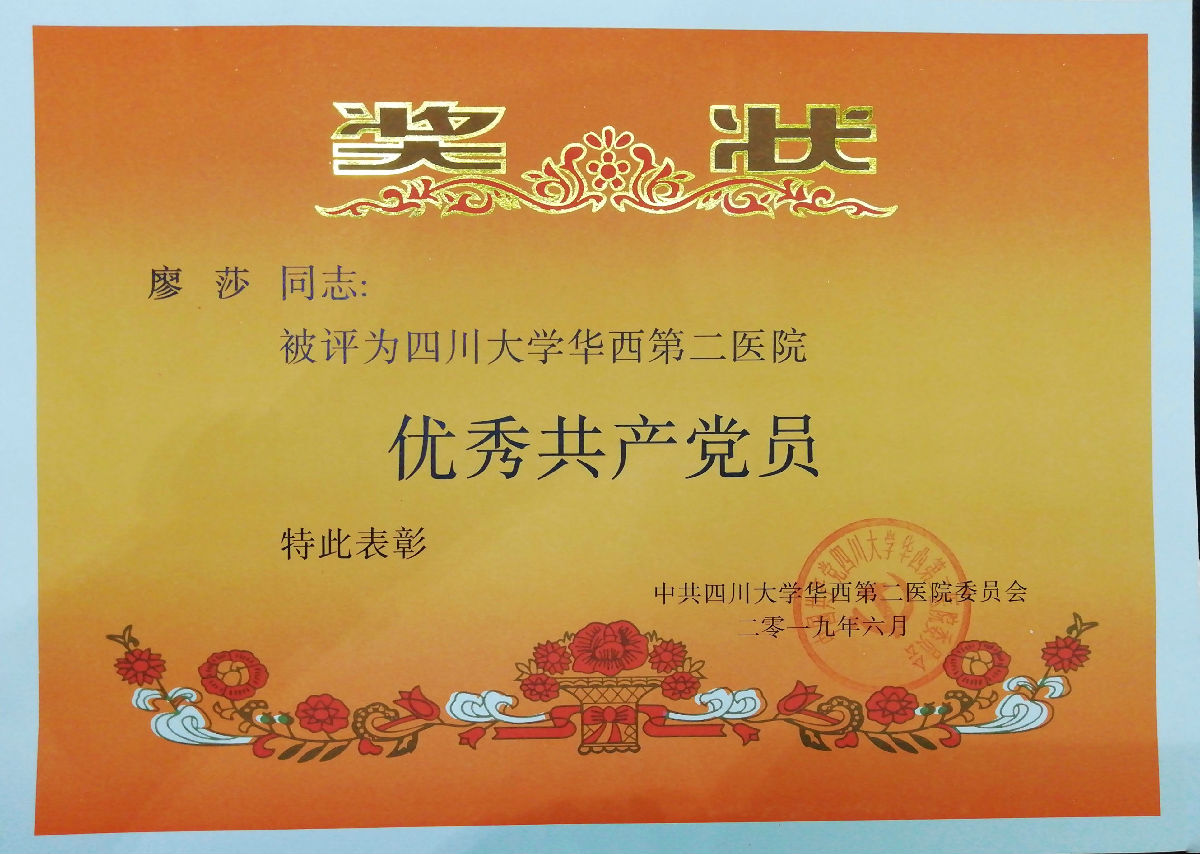 奖状
廖莎 同志:
被评为四川大学华西第二医院
优秀共产党员
特此表彰
中共四川大学华西第二医院委员会
二零一九年六月